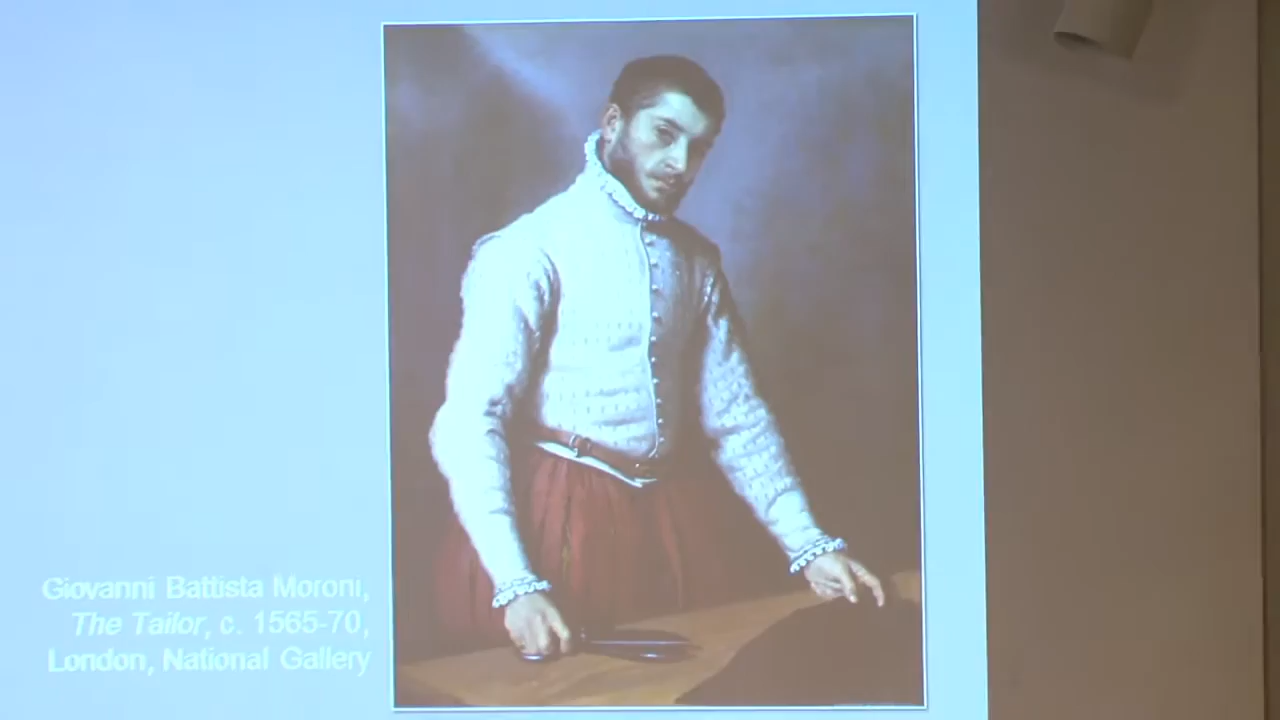 Giovanni Battista Moroni,
The Tailor, c. 1565-70,
London, National Gallery